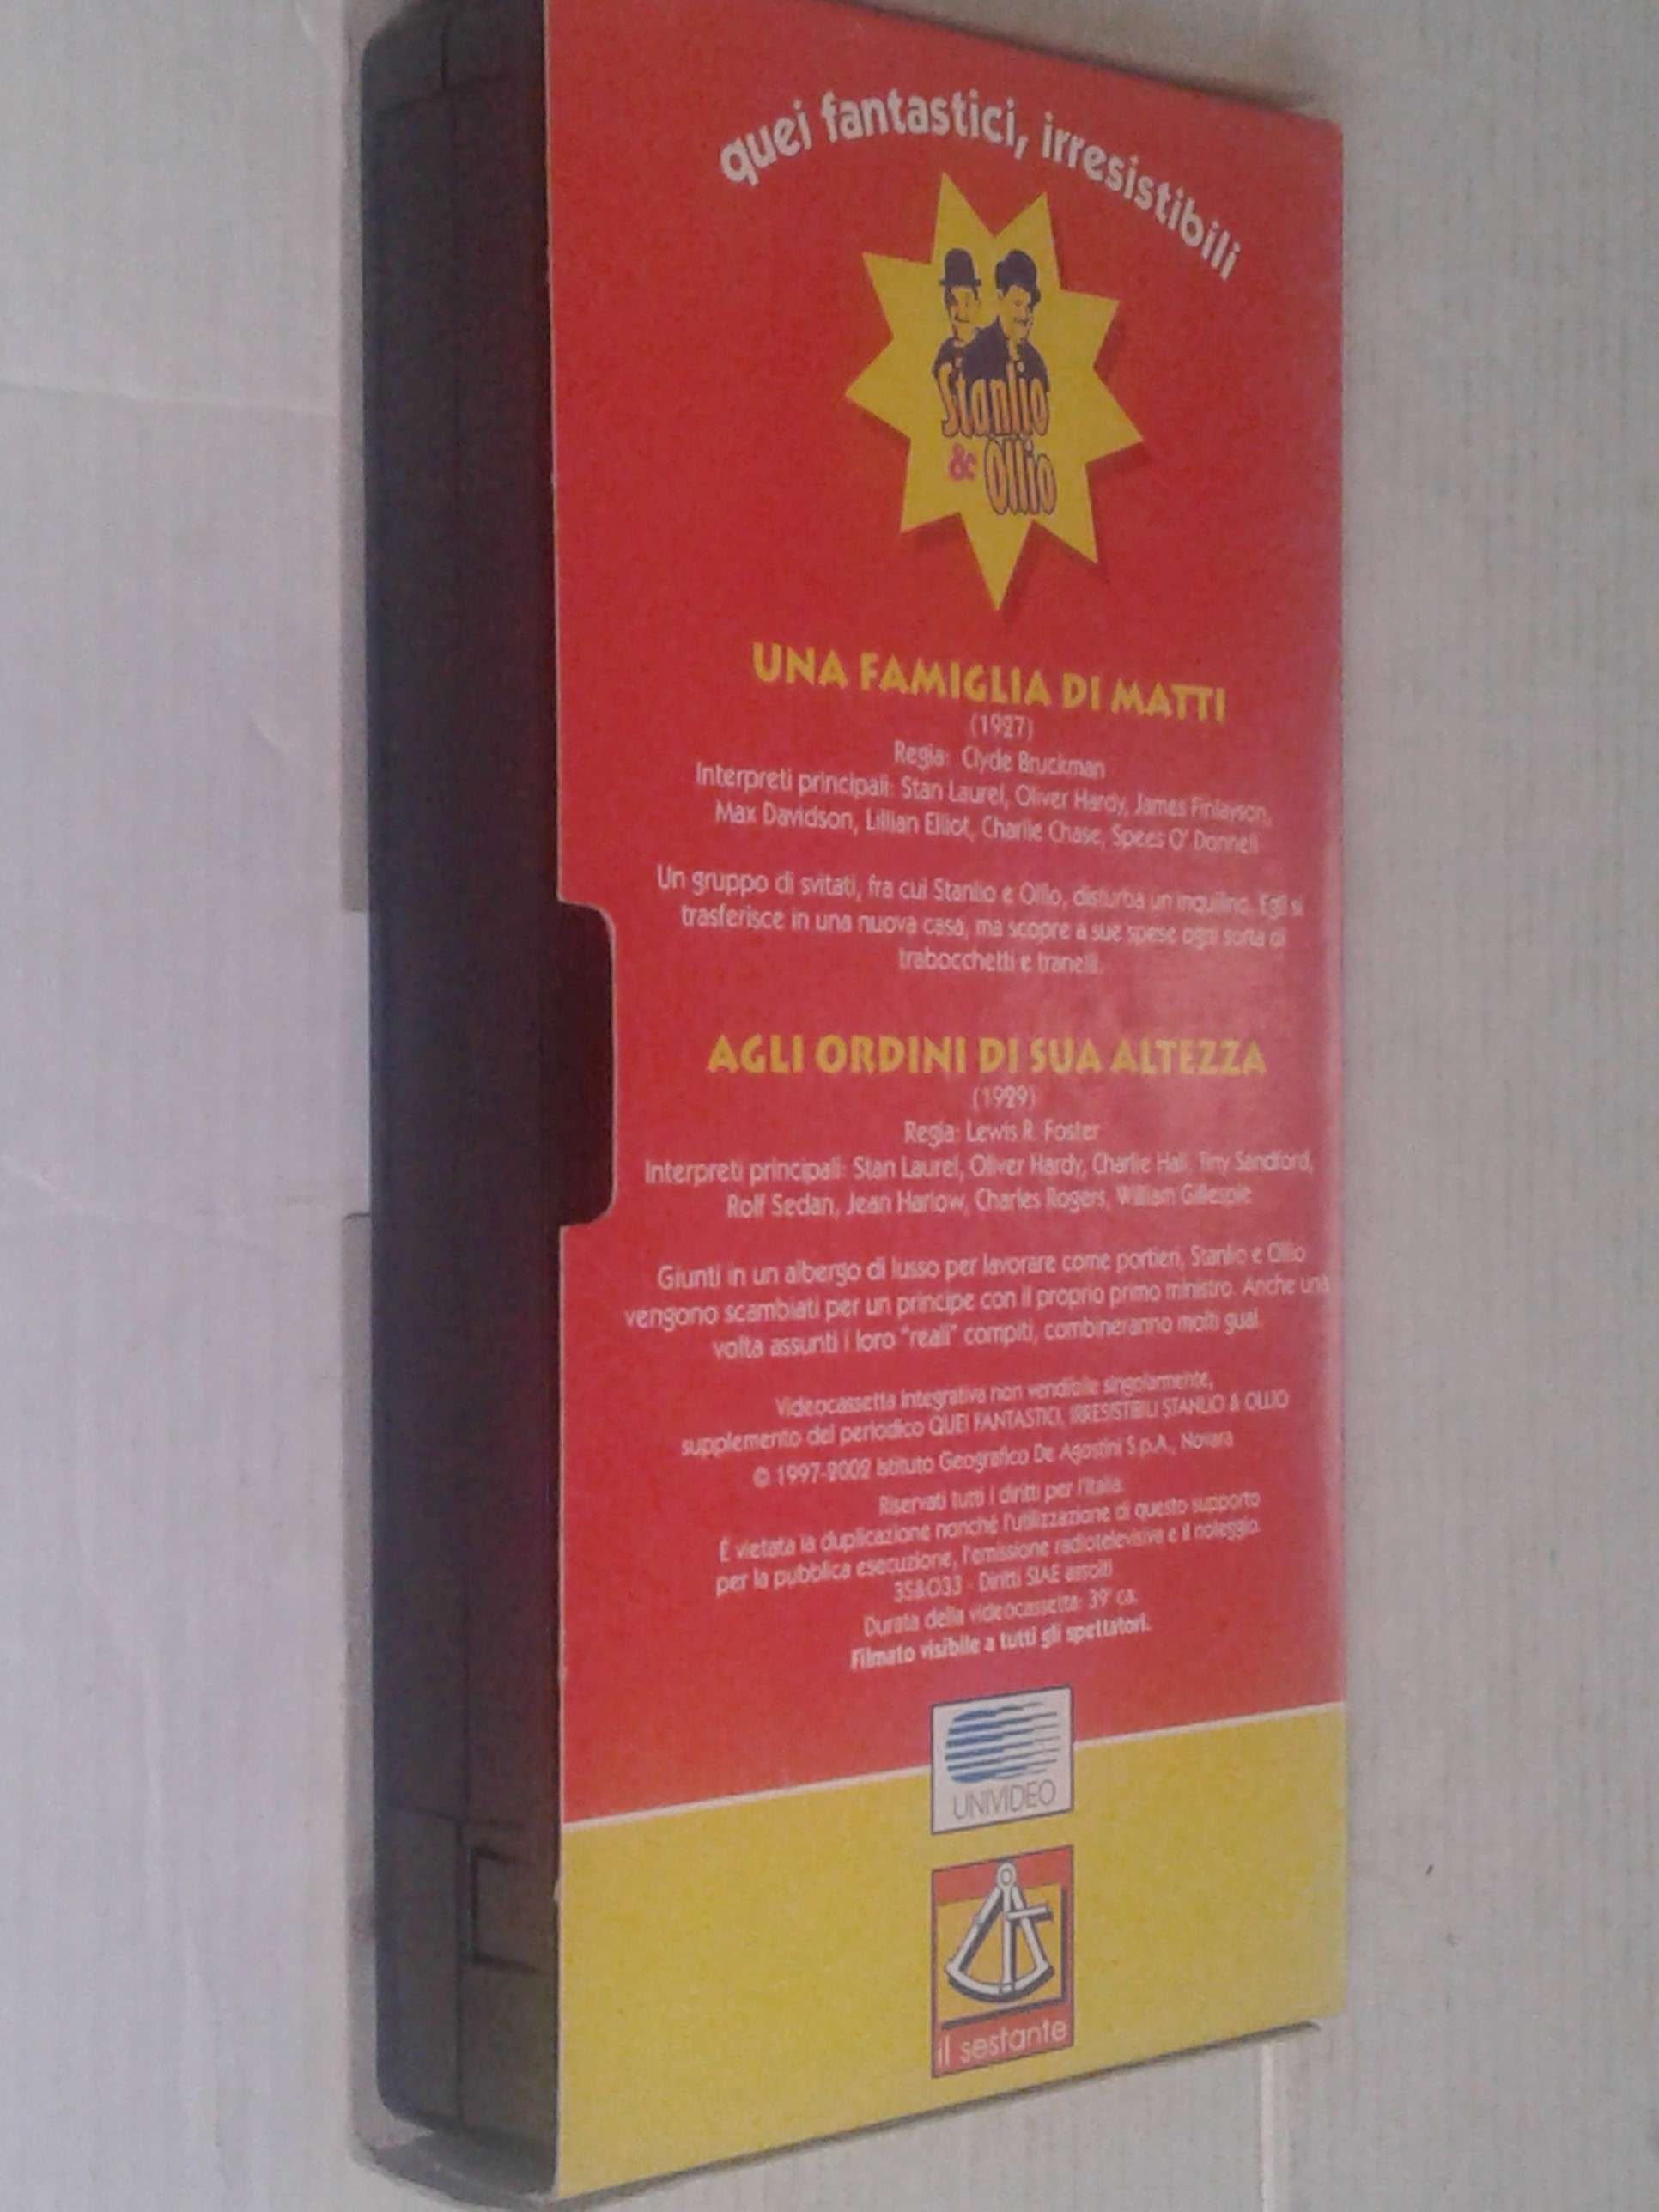 quei fantastici, irresistibili
Stanlio
& Ollio
UNA FAMIGLIA DI MATTI
(1927)
Regia: Clyde Bruckman
Interpreti principali: Stan Laurel, Oliver Hardy, James Finlayson,
Max Davidson, Lillian Elliot, Charlie Chase, Spees O' Donnell
Un gruppo di svitati, fra cui Stanlio e Ollio, disturba un inquilino. Egli si
trasferisce in una nuova casa, ma scopre a sue spese ogni sorta di
trabocchetti e tranelli.
AGLI ORDINI DI SUA ALTEZZA
(1929)
Regia: Lewis R. Foster
Interpreti principali: Stan Laurel, Oliver Hardy, Charlie Hall, Tiny Sandford,
Rolf Sedan, Jean Harlow, Charles Rogers, William Gillespie
Giunti in un albergo di lusso per lavorare come portieri, Stanlio e Ollio
vengono scambiati per un principe con il proprio primo ministro. Anche una
volta assunti i loro "reali" compiti, combineranno molti guai.
Videocassetta integrativa non vendibile singolarmente,
supplemento del periodico QUEI FANTASTICI, IRRESISTIBILI STANLIO & OLLIO
© 1997-2002 Istituto Geografico De Agostini S.p.A., Novara
Riservati tutti i diritti per l'Italia.
È vietata la duplicazione nonché l'utilizzazione di questo supporto
per la pubblica esecuzione, l'emissione radiotelevisiva e il noleggio.
3S&O33 - Diritti SIAE assolti
Durata della videocassetta: 39' ca.
Filmato visibile a tutti gli spettatori.
UNIVIDEO
il sestante